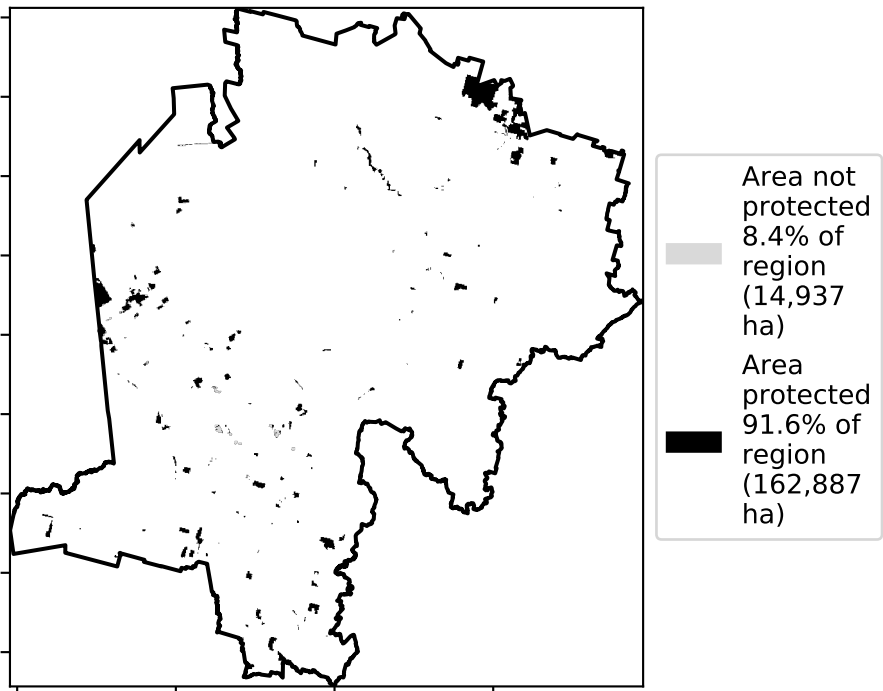 Area not
protected
8.4% of
region
(14,937
ha)
Area
protected
91.6% of
region
(162,887
ha)